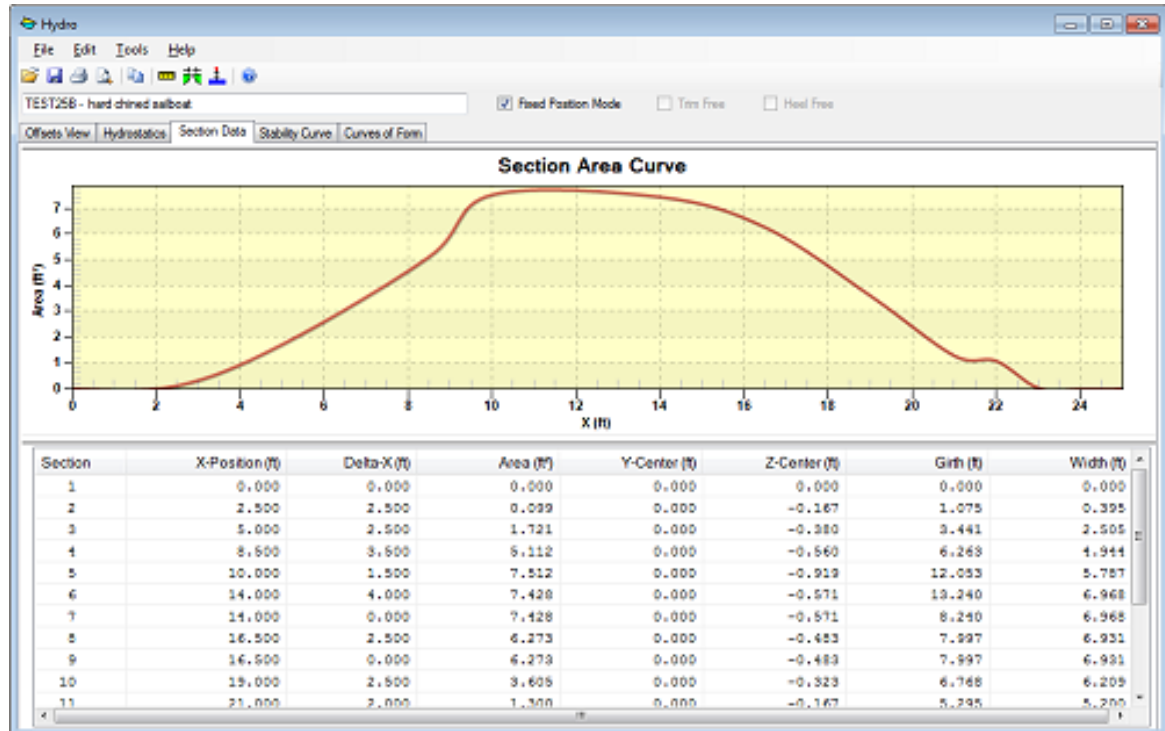 Hydro
File Edit Tools Help
TEST25B - hard chined sailboat Fixed Position Mode Trim Free Heel Free
Offsets View Hydrostatics Section Data Stability Curve Curves of Form
Section Area Curve
7
6
5
4
3
2
1
0
Area (ft²)
0 2 4 6 8 10 12 14 16 18 20 22 24
X (ft)
Section X-Position (ft) Delta-X (ft) Area (ft²) Y-Center (ft) Z-Center (ft) Girth (ft) Width (ft)
1 0.000 0.000 0.000 0.000 0.000 0.000 0.000
2 2.500 2.500 0.099 0.000 -0.167 1.075 0.395
3 5.000 2.500 1.721 0.000 -0.380 3.441 2.505
4 8.500 3.500 5.112 0.000 -0.560 6.263 4.944
5 10.000 1.500 7.512 0.000 -0.919 12.053 5.787
6 14.000 4.000 7.428 0.000 -0.571 13.240 6.968
7 14.000 0.000 7.428 0.000 -0.571 8.240 6.968
8 16.500 2.500 6.273 0.000 -0.483 7.997 6.931
9 16.500 0.000 6.273 0.000 -0.483 7.997 6.931
10 19.000 2.500 3.605 0.000 -0.323 6.768 6.209
11 21.000 2.000 1.300 0.000 -0.167 5.295 5.200